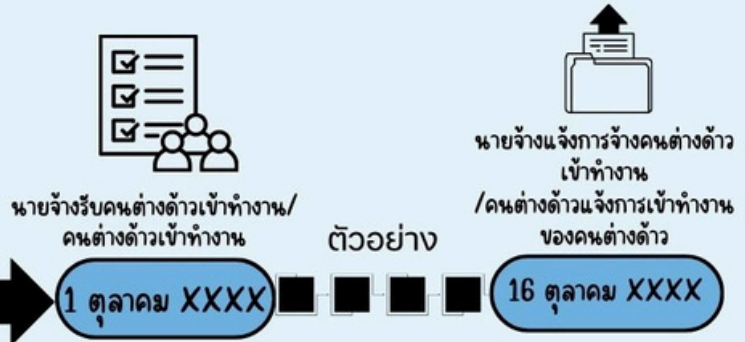 นายจ้างรับคนต่างด้าวเข้าทำงาน/
คนต่างด้าวเข้าทำงาน
1 ตุลาคม XXXX
ตัวอย่าง
นายจ้างแจ้งการจ้างคนต่างด้าว
เข้าทำงาน
/คนต่างด้าวแจ้งการเข้าทำงาน
ของคนต่างด้าว
16 ตุลาคม XXXX